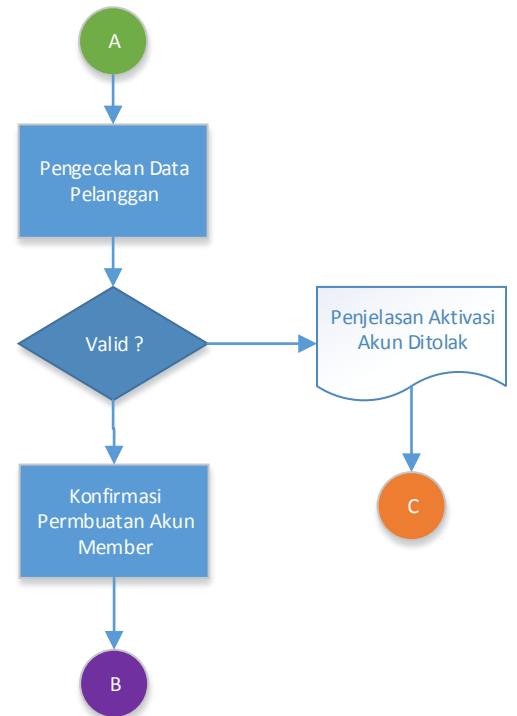 A
Pengecekan Data
Pelanggan
Valid ?
Penjelasan Aktivasi
Akun Ditolak
Konfirmasi
Permbuatan Akun
Member
C
B